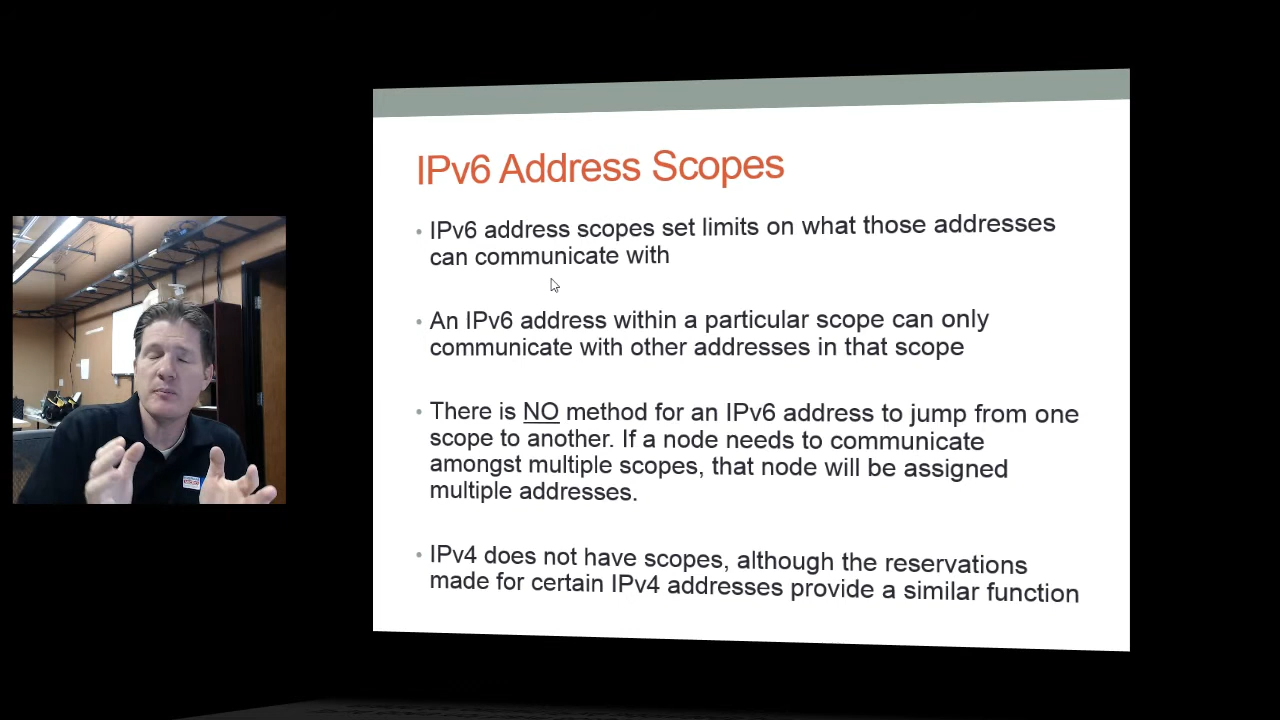 IPv6 Address Scopes
• IPv6 address scopes set limits on what those addresses
can communicate with
• An IPv6 address within a particular scope can only
communicate with other addresses in that scope
• There is NO method for an IPv6 address to jump from one
scope to another. If a node needs to communicate
amongst multiple scopes, that node will be assigned
multiple addresses.
• IPv4 does not have scopes, although the reservations
made for certain IPv4 addresses provide a similar function